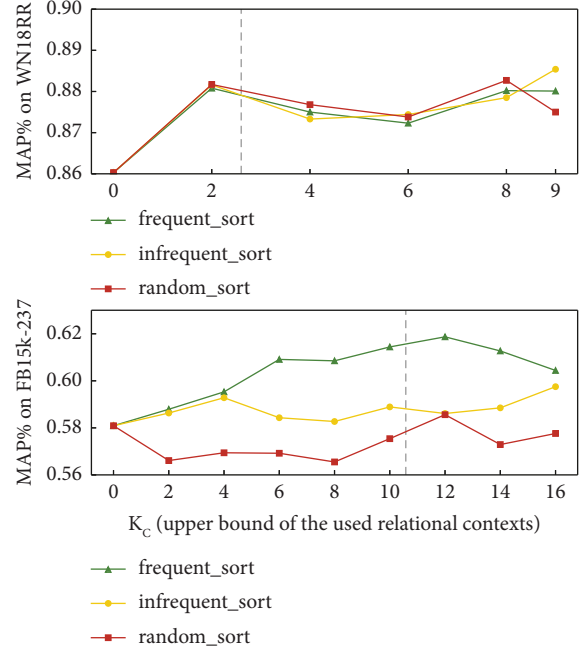 MAP% on WN18RR
0.90
0.89
0.88
0.87
0.86
0 2 4 6 8 9
frequent_sort
infrequent_sort
random_sort
MAP% on FB15k-237
0.62
0.60
0.58
0.56
0 2 4 6 8 10 12 14 16
K_C (upper bound of the used relational contexts)
frequent_sort
infrequent_sort
random_sort